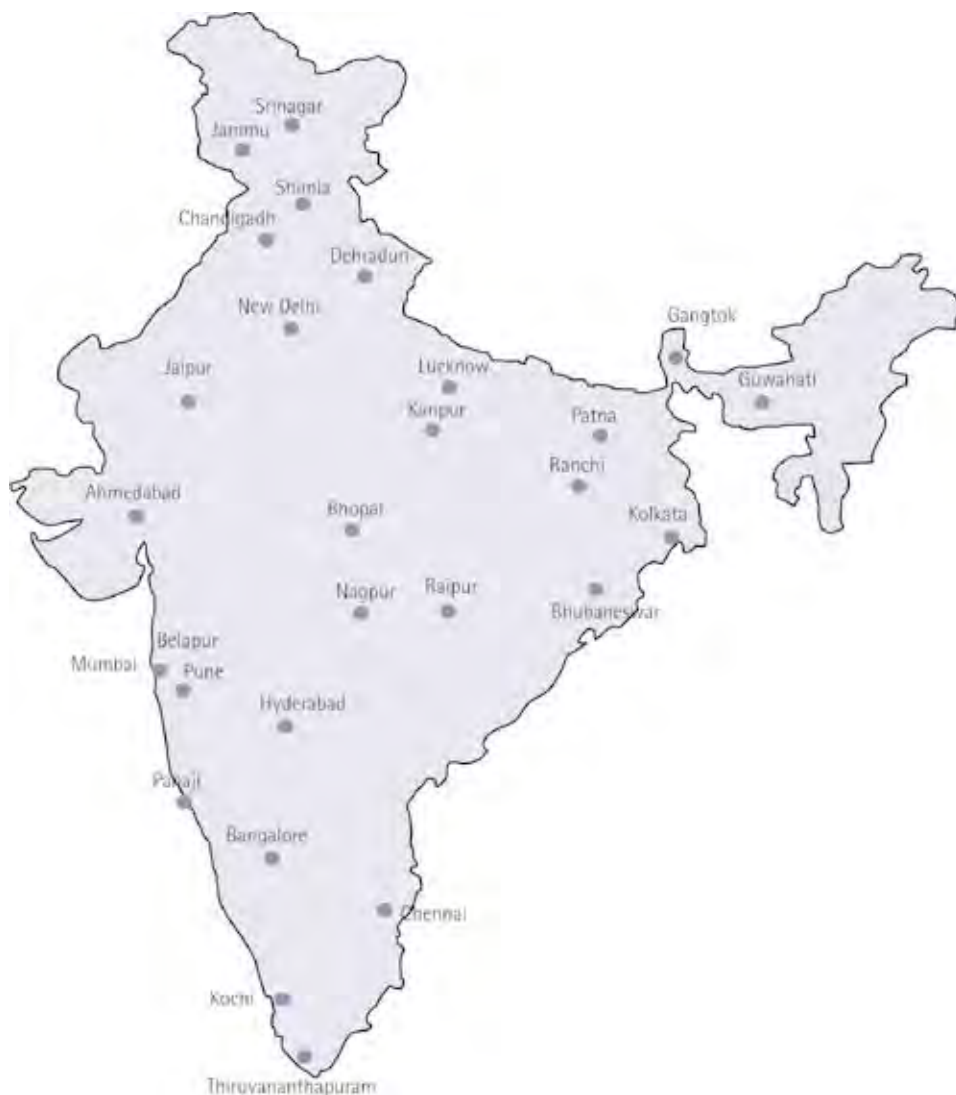 Srinagar
Jammu
Shimla
Chandigadh
Dehradun
New Delhi
Gangtok
Jaipur
Lucknow
Guwahati
Kanpur
Patna
Ranchi
Ahmedabad
Bhopal
Kolkata
Nagpur
Raipur
Bhubaneswar
Belapur
Mumbai
Pune
Hyderabad
Panaji
Bangalore
Chennai
Kochi
Thiruvananthapuram